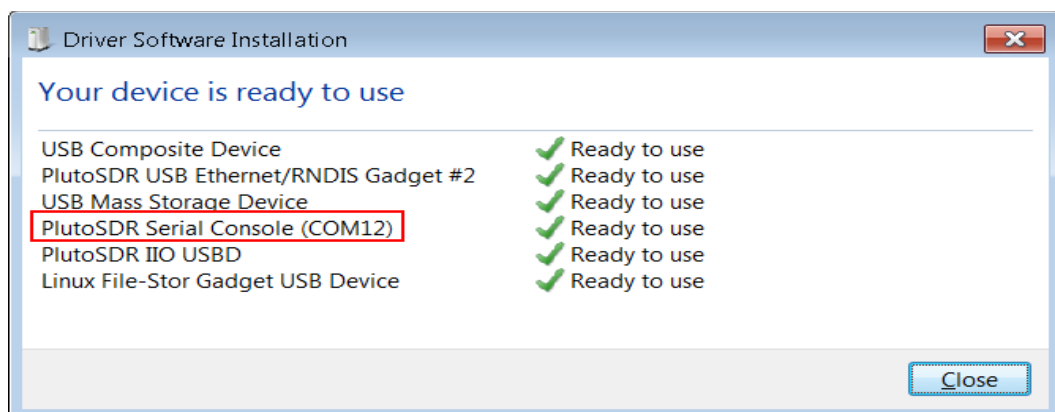 Driver Software Installation
Your device is ready to use
USB Composite Device Ready to use
PlutoSDR USB Ethernet/RNDIS Gadget #2 Ready to use
USB Mass Storage Device Ready to use
PlutoSDR Serial Console (COM12) Ready to use
PlutoSDR IIO USBD Ready to use
Linux File-Stor Gadget USB Device Ready to use
Close